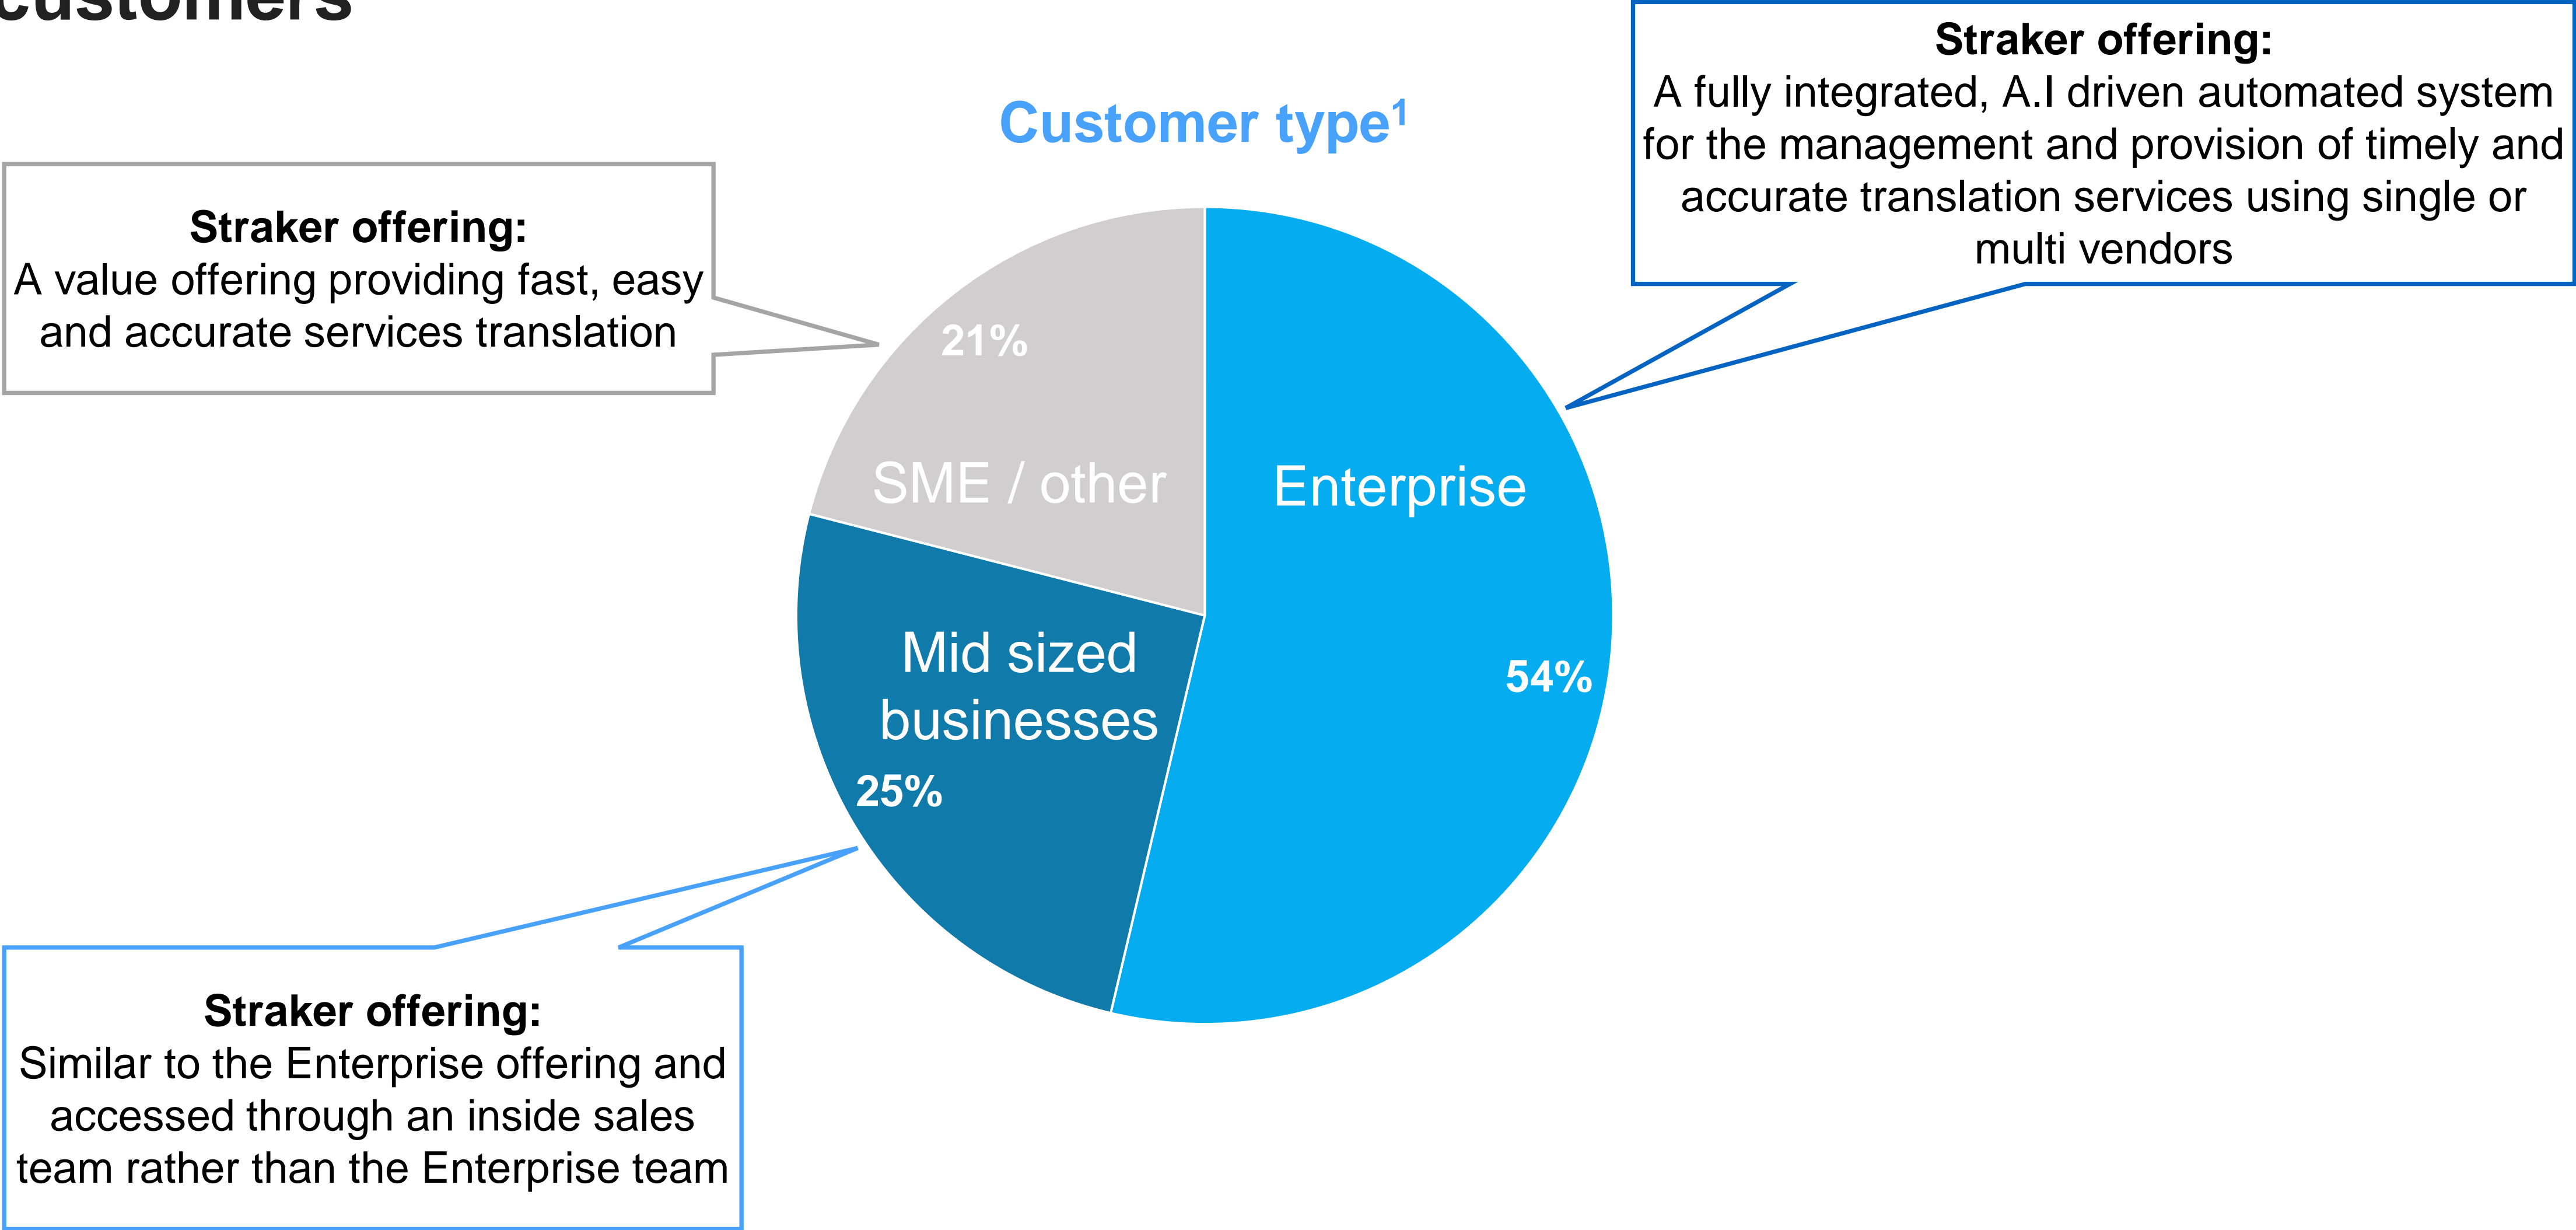 customers
Customer type¹
Straker offering:
A fully integrated, A.I driven automated system
for the management and provision of timely and
accurate translation services using single or
multi vendors
Straker offering:
A value offering providing fast, easy
and accurate services translation
21%
SME / other
Enterprise
54%
Mid sized
businesses
25%
Straker offering:
Similar to the Enterprise offering and
accessed through an inside sales
team rather than the Enterprise team